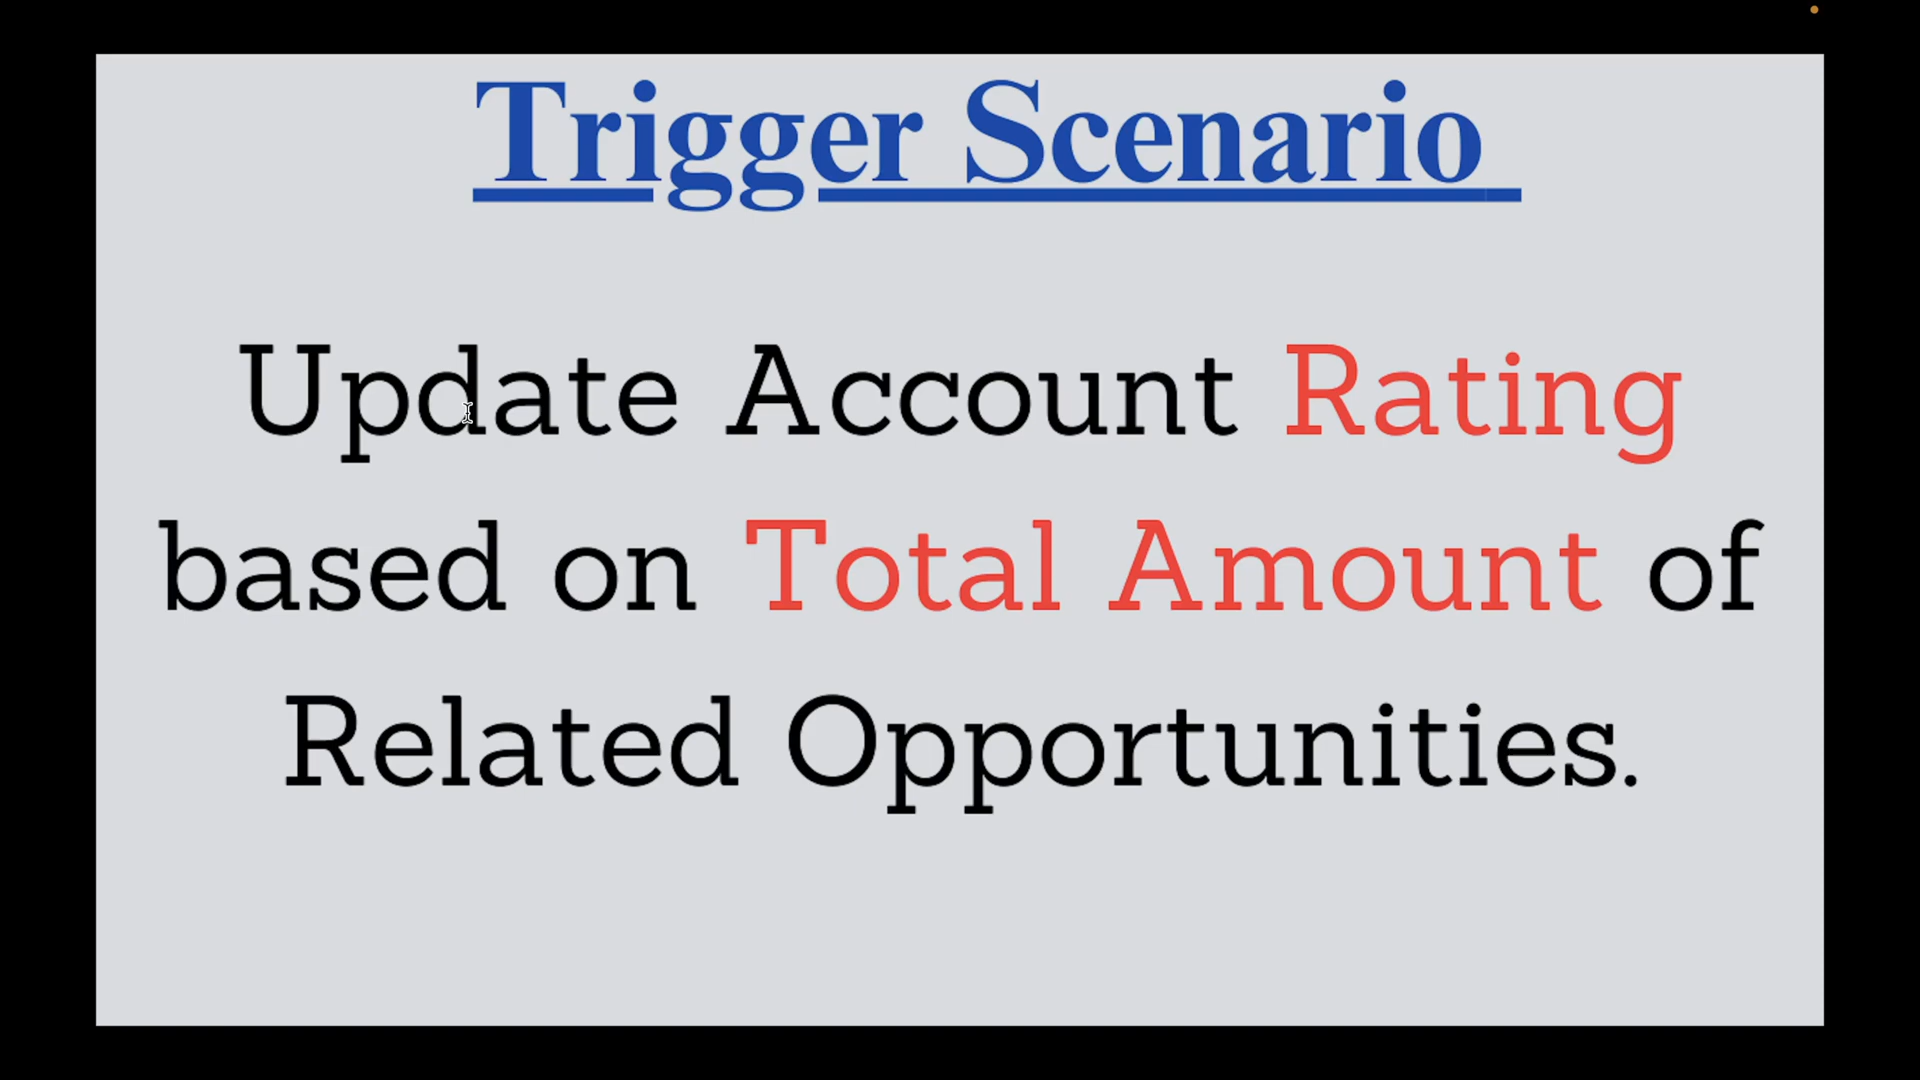 Trigger Scenario
Update Account Rating
based on Total Amount of
Related Opportunities.